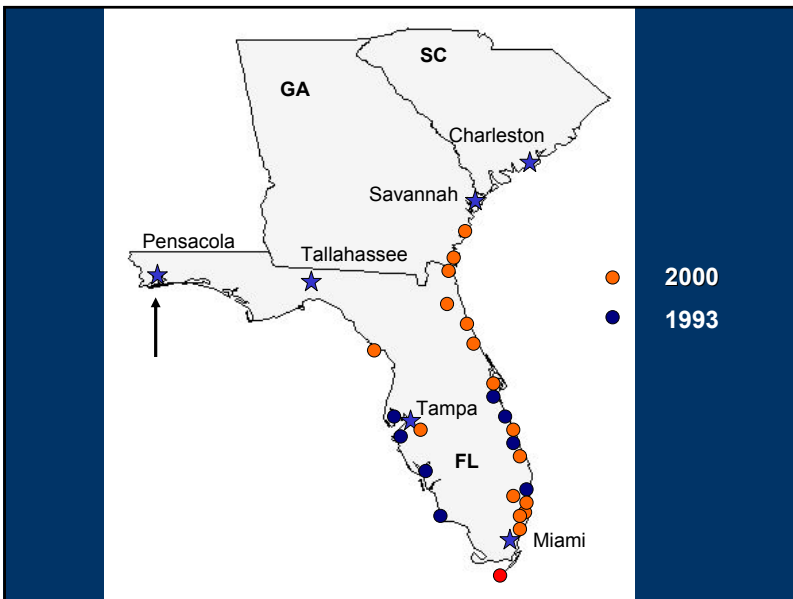 SC
GA
Charleston
Savannah
Pensacola
Tallahassee
2000
1993
Tampa
FL
Miami